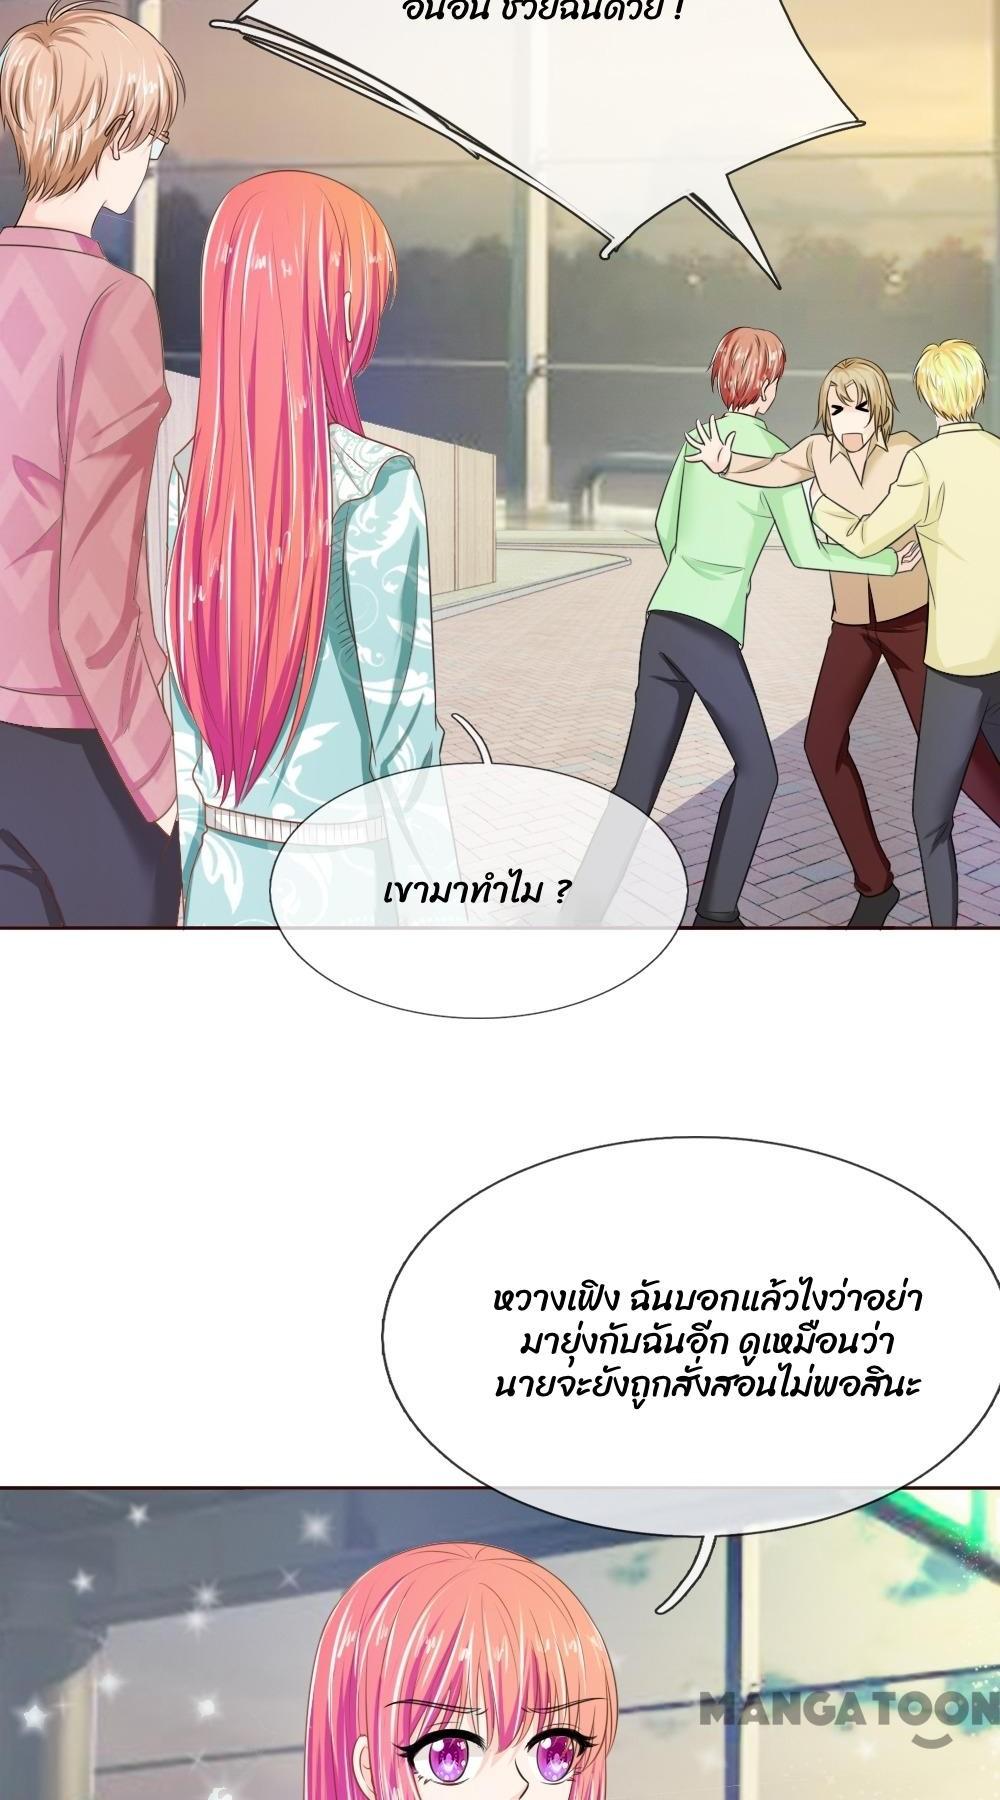 อันอัน ช่วยฉันด้วย !
เขามาทำไม ?
หวางเฟิง ฉันบอกแล้วไงว่าอย่า
มายุ่งกับฉันอีก ดูเหมือนว่า
นายจะยังถูกสั่งสอนไม่พอสินะ
MANGATOON